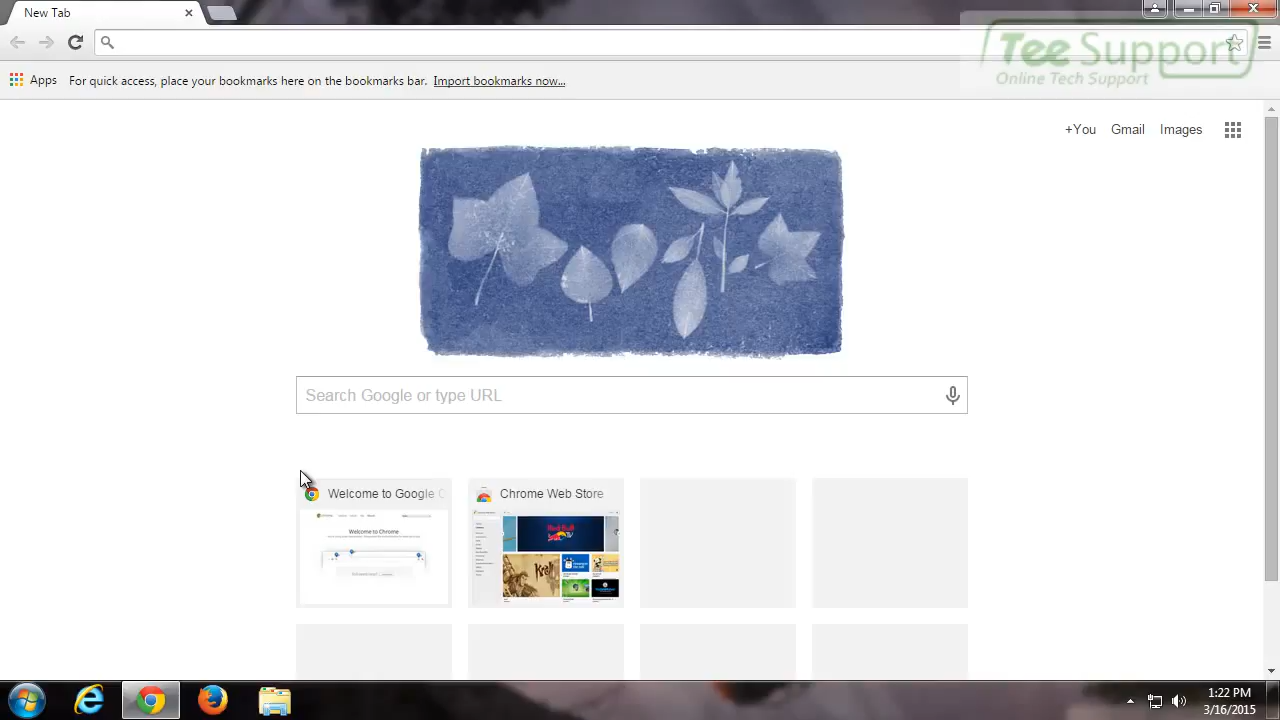 New Tab
Tee Support
Online Tech Support
Apps
For quick access, place your bookmarks here on the bookmarks bar. Import bookmarks now...
+You
Gmail
Images
Search Google or type URL
Welcome to Google
Chrome Web Store
Welcome to Chrome
Red Bull
1:22 PM
3/16/2015